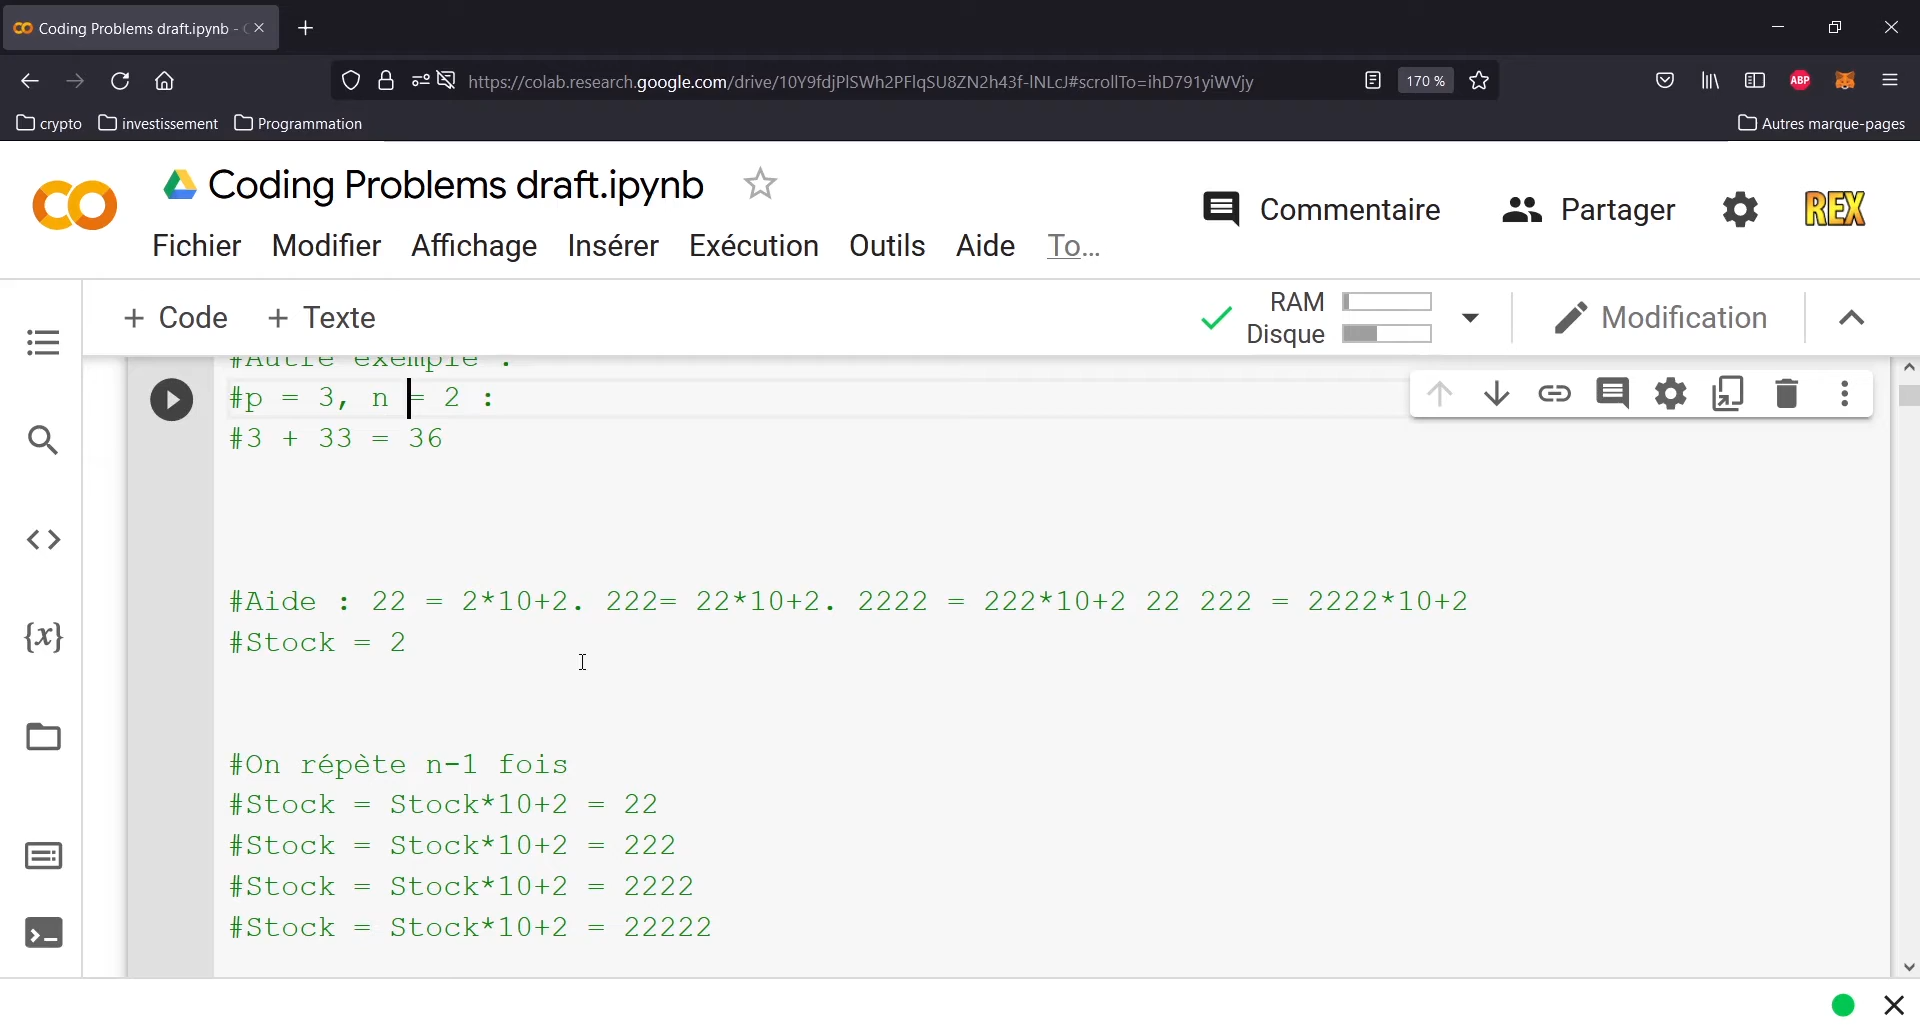 Coding Problems draft.ipynb -
https://colab.research.google.com/drive/10Y9fdjPlSWh2PFlqSU8ZN2h43f-lNLcJ#scrollTo=ihD791yiWVjy
170 %
ABP
crypto
investissement
Programmation
Autres marque-pages
Coding Problems draft.ipynb
Commentaire
Partager
REX
Fichier Modifier Affichage Insérer Exécution Outils Aide To...
+ Code + Texte
RAM
Disque
Modification
#Autre exemple :
#p = 3, n = 2 :
#3 + 33 = 36
#Aide : 22 = 2*10+2. 222= 22*10+2. 2222 = 222*10+2 22 222 = 2222*10+2
#Stock = 2
#On répète n-1 fois
#Stock = Stock*10+2 = 22
#Stock = Stock*10+2 = 222
#Stock = Stock*10+2 = 2222
#Stock = Stock*10+2 = 22222